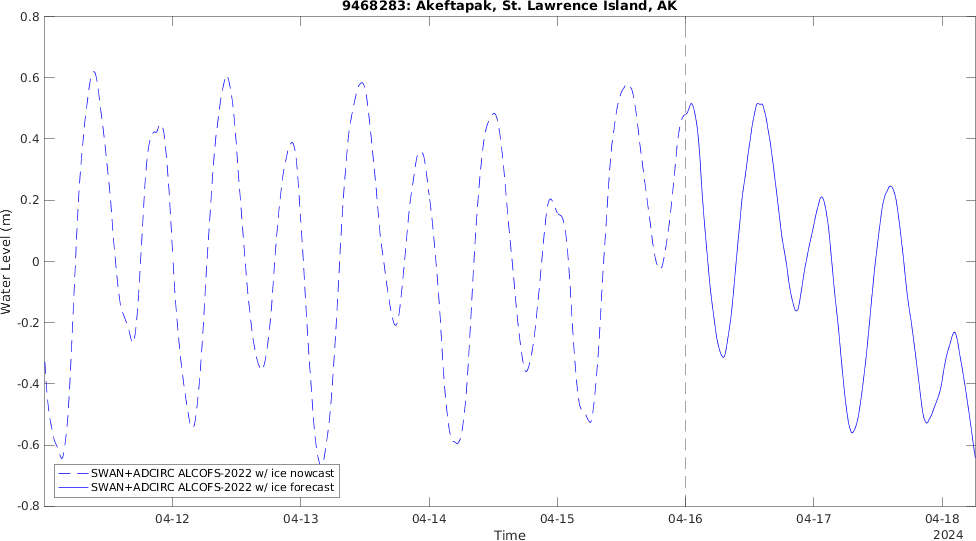 9468283: Akeftapak, St. Lawrence Island, AK
0.8
0.6
0.4
0.2
0
-0.2
-0.4
-0.6
-0.8
Water Level (m)
SWAN+ADCIRC ALCOFS-2022 w/ ice nowcast
SWAN+ADCIRC ALCOFS-2022 w/ ice forecast
04-12 04-13 04-14 04-15 04-16 04-17 04-18
Time 2024